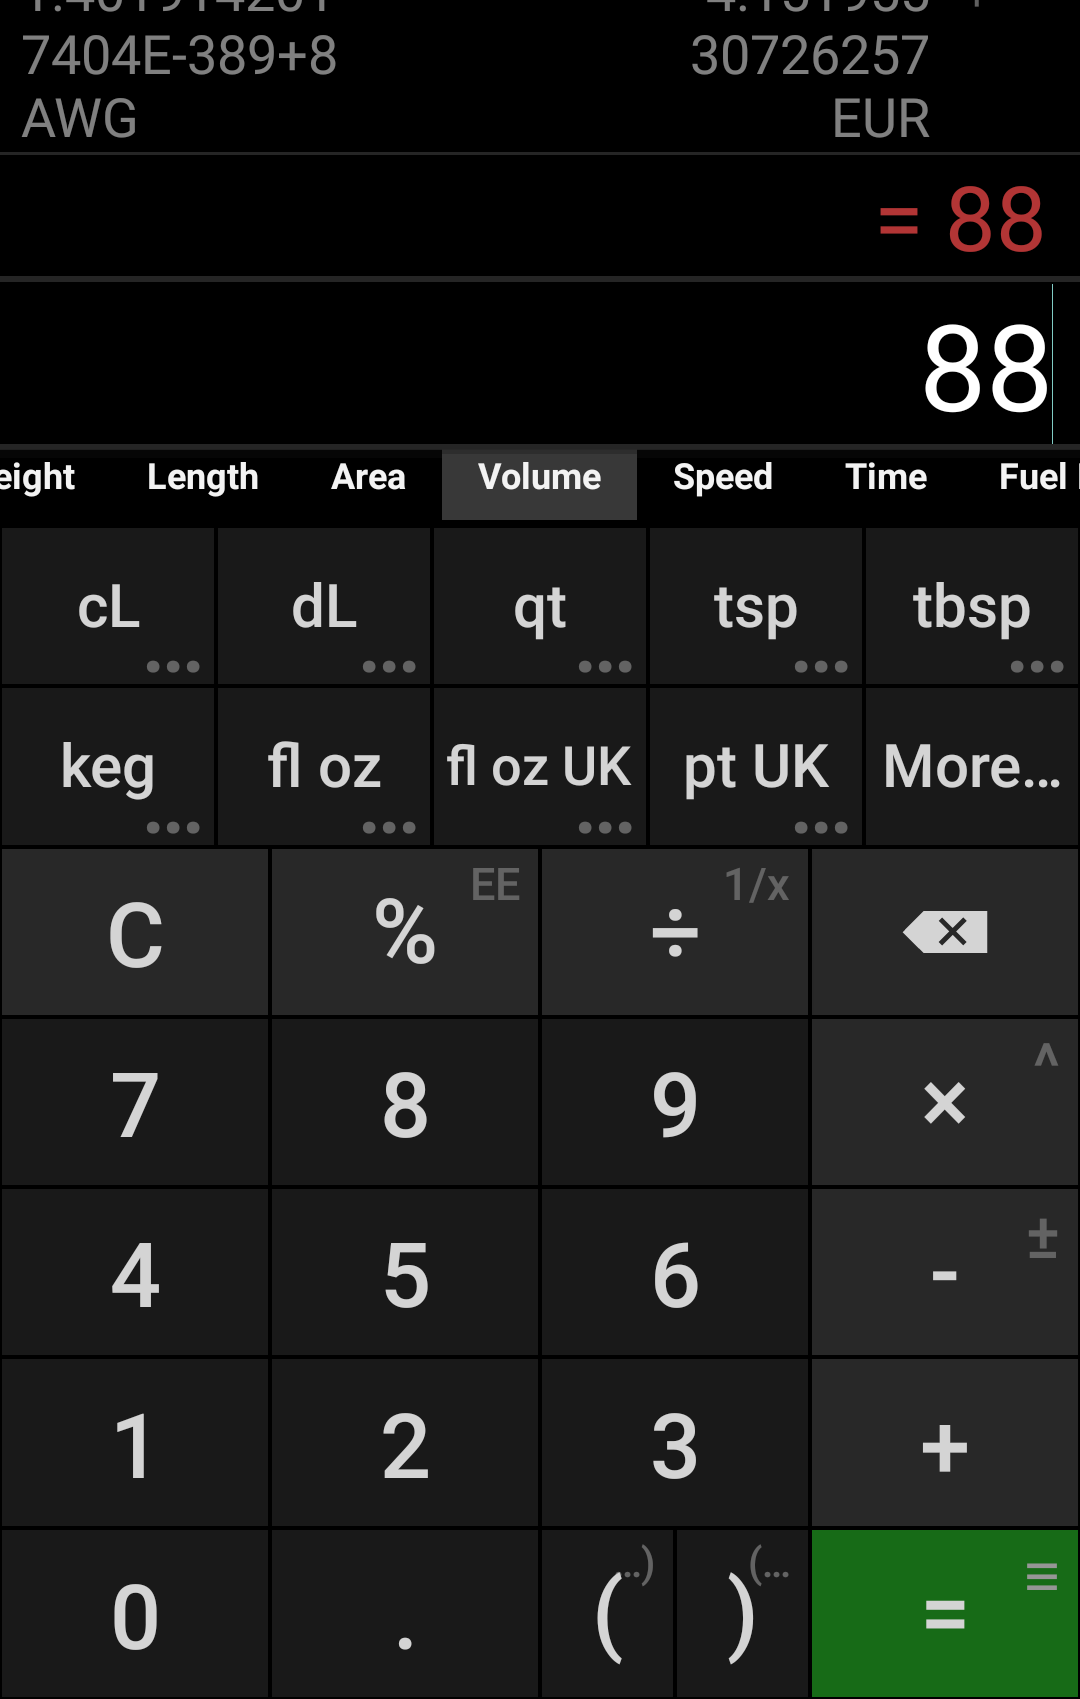 7404E-389+8
30726257
AWG
EUR
= 88
88
eight Length Area Volume Speed Time Fuel
cL dL qt tsp tbsp
keg fl oz fl oz UK pt UK More...
C % EE ÷ 1/x
7 8 9 × ^
4 5 6 - ±
1 2 3 +
0 . ( ..) ) (... = ≡